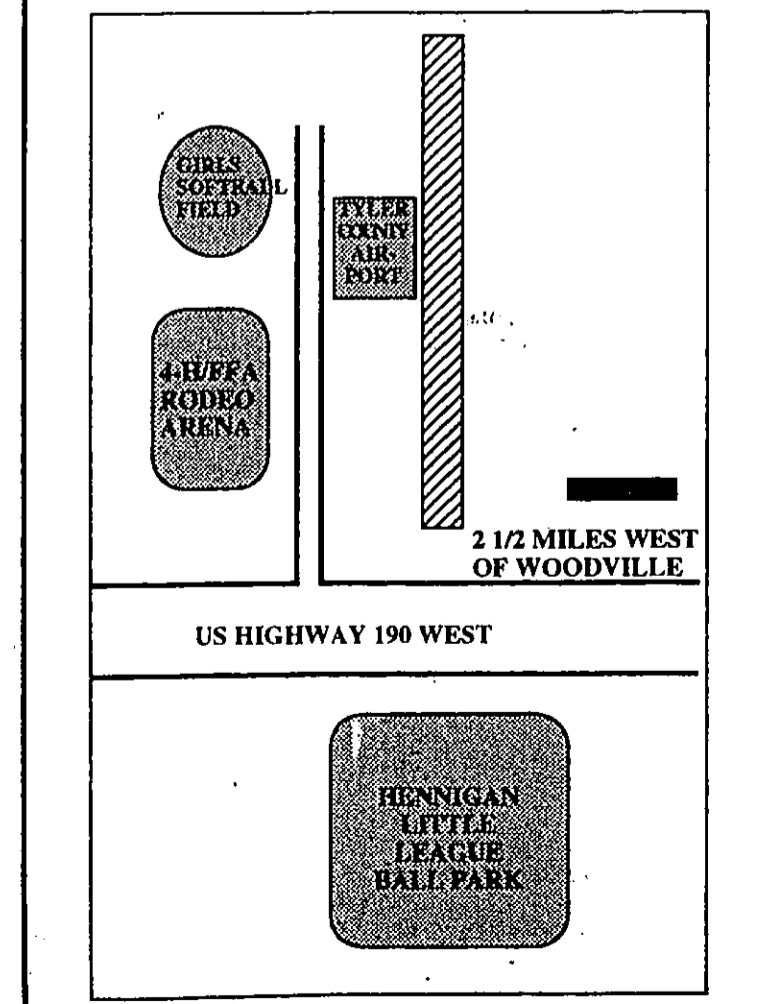 GIRLS
SOFTBALL
FIELD
TYLER
COUNTY
AIR-
PORT
4-H/FFA
RODEO
ARENA
2 1/2 MILES WEST
OF WOODVILLE
US HIGHWAY 190 WEST
HENNIGAN
LITTLE
LEAGUE
BALL PARK